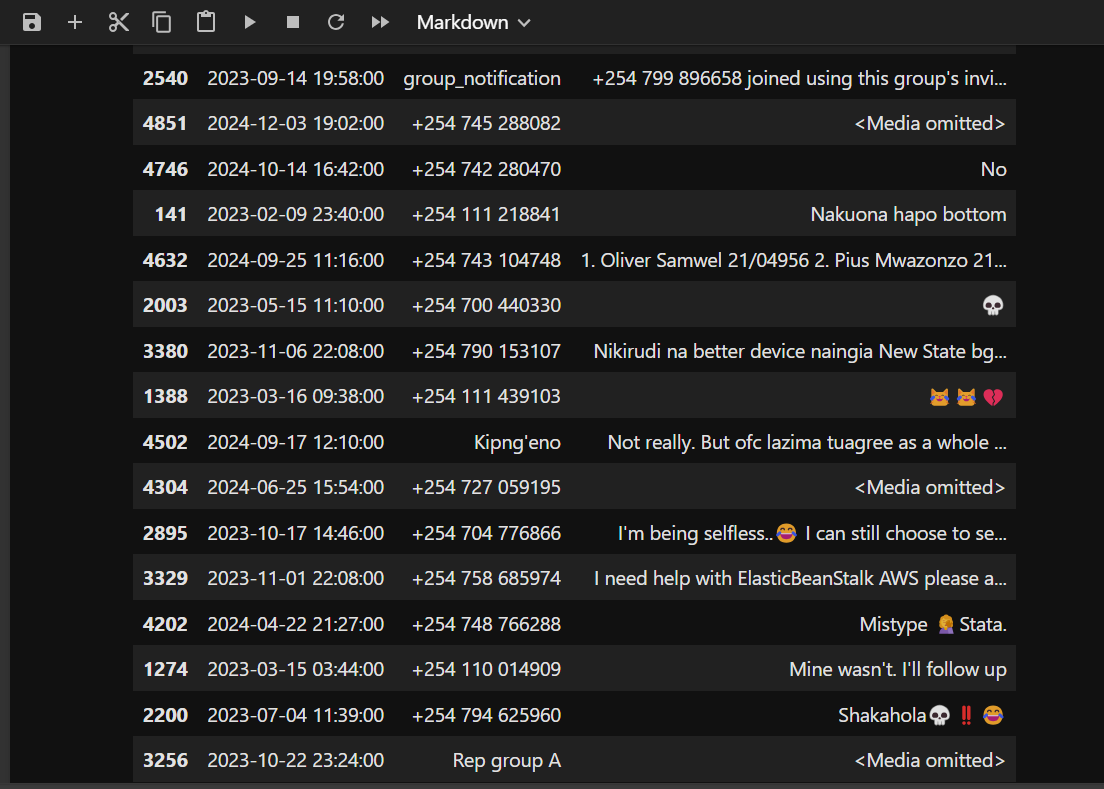 Markdown
2540 2023-09-14 19:58:00 group_notification +254 799 896658 joined using this group's invi...
4851 2024-12-03 19:02:00 +254 745 288082 <Media omitted>
4746 2024-10-14 16:42:00 +254 742 280470 No
141 2023-02-09 23:40:00 +254 111 218841 Nakuona hapo bottom
4632 2024-09-25 11:16:00 +254 743 104748 1. Oliver Samwel 21/04956 2. Pius Mwazonzo 21...
2003 2023-05-15 11:10:00 +254 700 440330 💀
3380 2023-11-06 22:08:00 +254 790 153107 Nikirudi na better device naingia New State bg...
1388 2023-03-16 09:38:00 +254 111 439103 😹😹💔
4502 2024-09-17 12:10:00 Kipng'eno Not really. But ofc lazima tuagree as a whole ...
4304 2024-06-25 15:54:00 +254 727 059195 <Media omitted>
2895 2023-10-17 14:46:00 +254 704 776866 I'm being selfless..😂 I can still choose to se...
3329 2023-11-01 22:08:00 +254 758 685974 I need help with ElasticBeanStalk AWS please a...
4202 2024-04-22 21:27:00 +254 748 766288 Mistype 🤦Stata.
1274 2023-03-15 03:44:00 +254 110 014909 Mine wasn't. I'll follow up
2200 2023-07-04 11:39:00 +254 794 625960 Shakahola💀‼️😂
3256 2023-10-22 23:24:00 Rep group A <Media omitted>